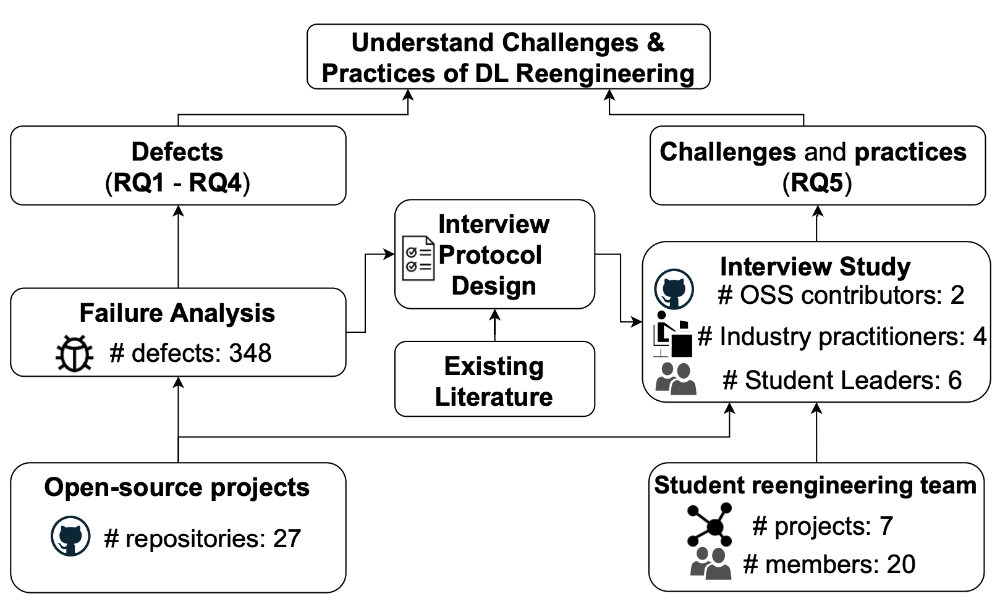 Understand Challenges &
Practices of DL Reengineering
Defects
(RQ1 - RQ4)
Challenges and practices
(RQ5)
Interview
Protocol
Design
Interview Study
# OSS contributors: 2
# Industry practitioners: 4
# Student Leaders: 6
Failure Analysis
# defects: 348
Existing
Literature
Open-source projects
# repositories: 27
Student reengineering team
# projects: 7
# members: 20